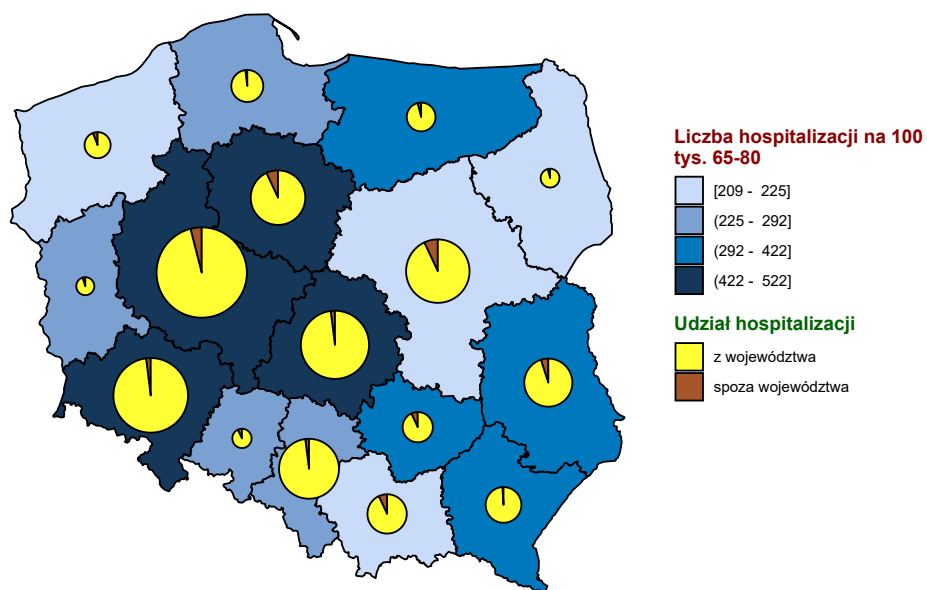 Liczba hospitalizacji na 100
tys. 65-80
[209 - 225]
(225 - 292]
(292 - 422]
(422 - 522]
Udział hospitalizacji
z województwa
spoza województwa